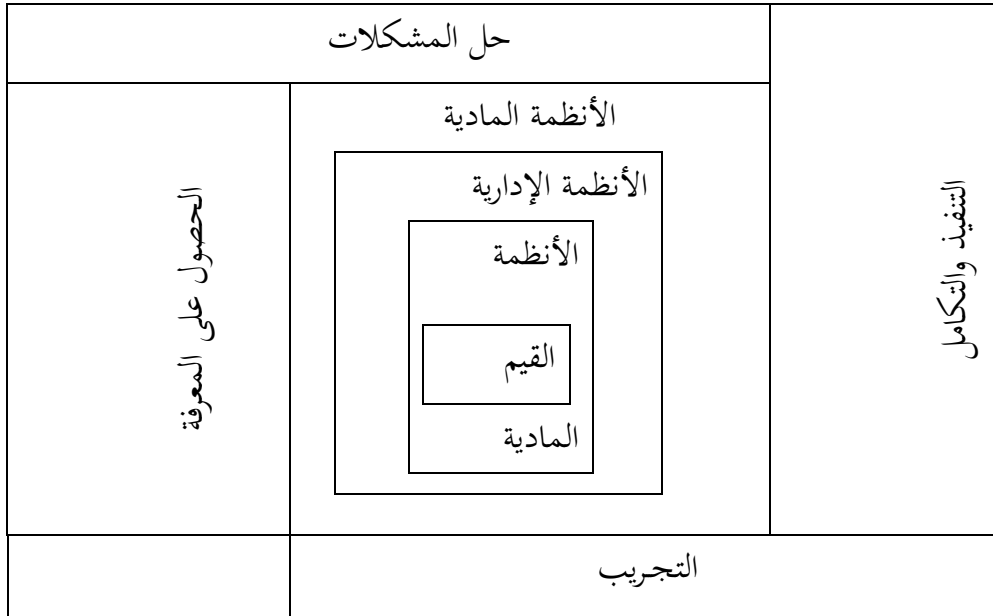 حل المشكلات
الأنظمة المادية
الأنظمة الإدارية
الأنظمة
القيم
المادية
التنفيذ والتكامل
الحصول على المعرفة
التجريب